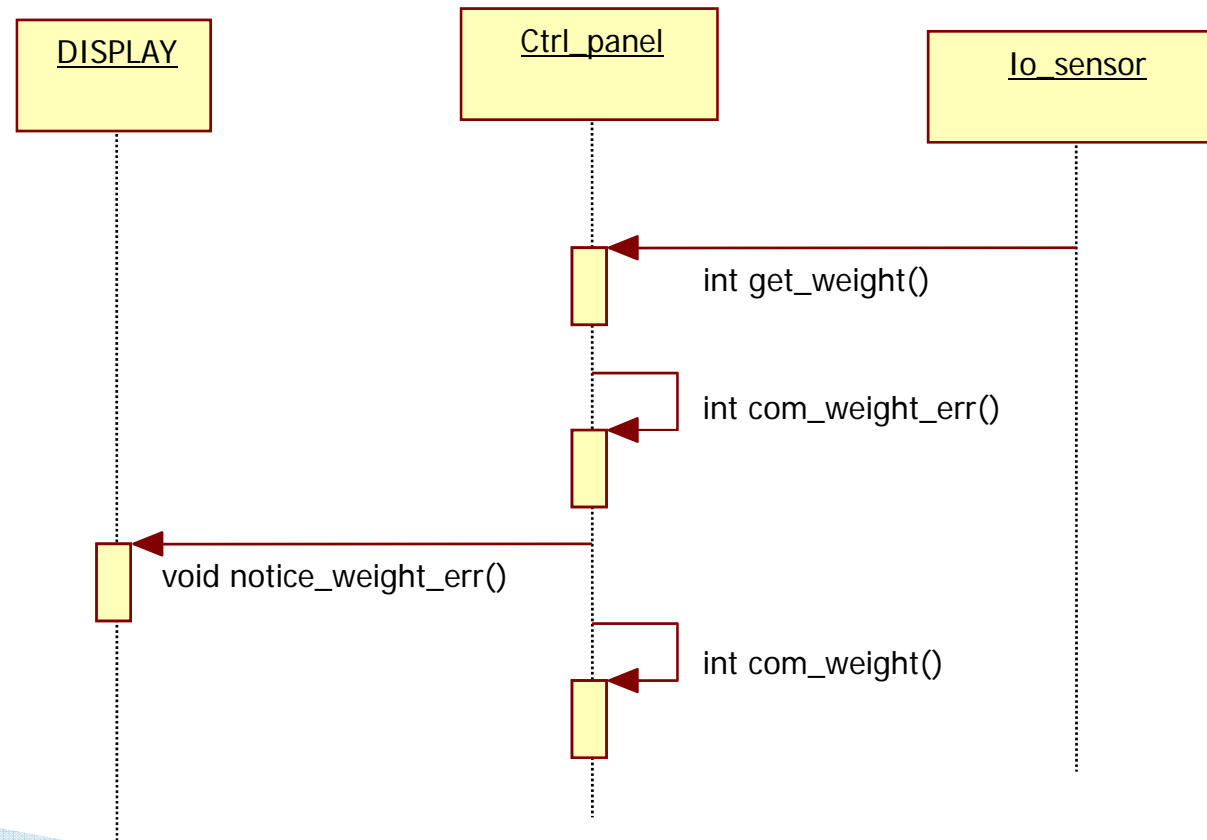 DISPLAY
Ctrl_panel
Io_sensor
int get_weight()
int com_weight_err()
void notice_weight_err()
int com_weight()